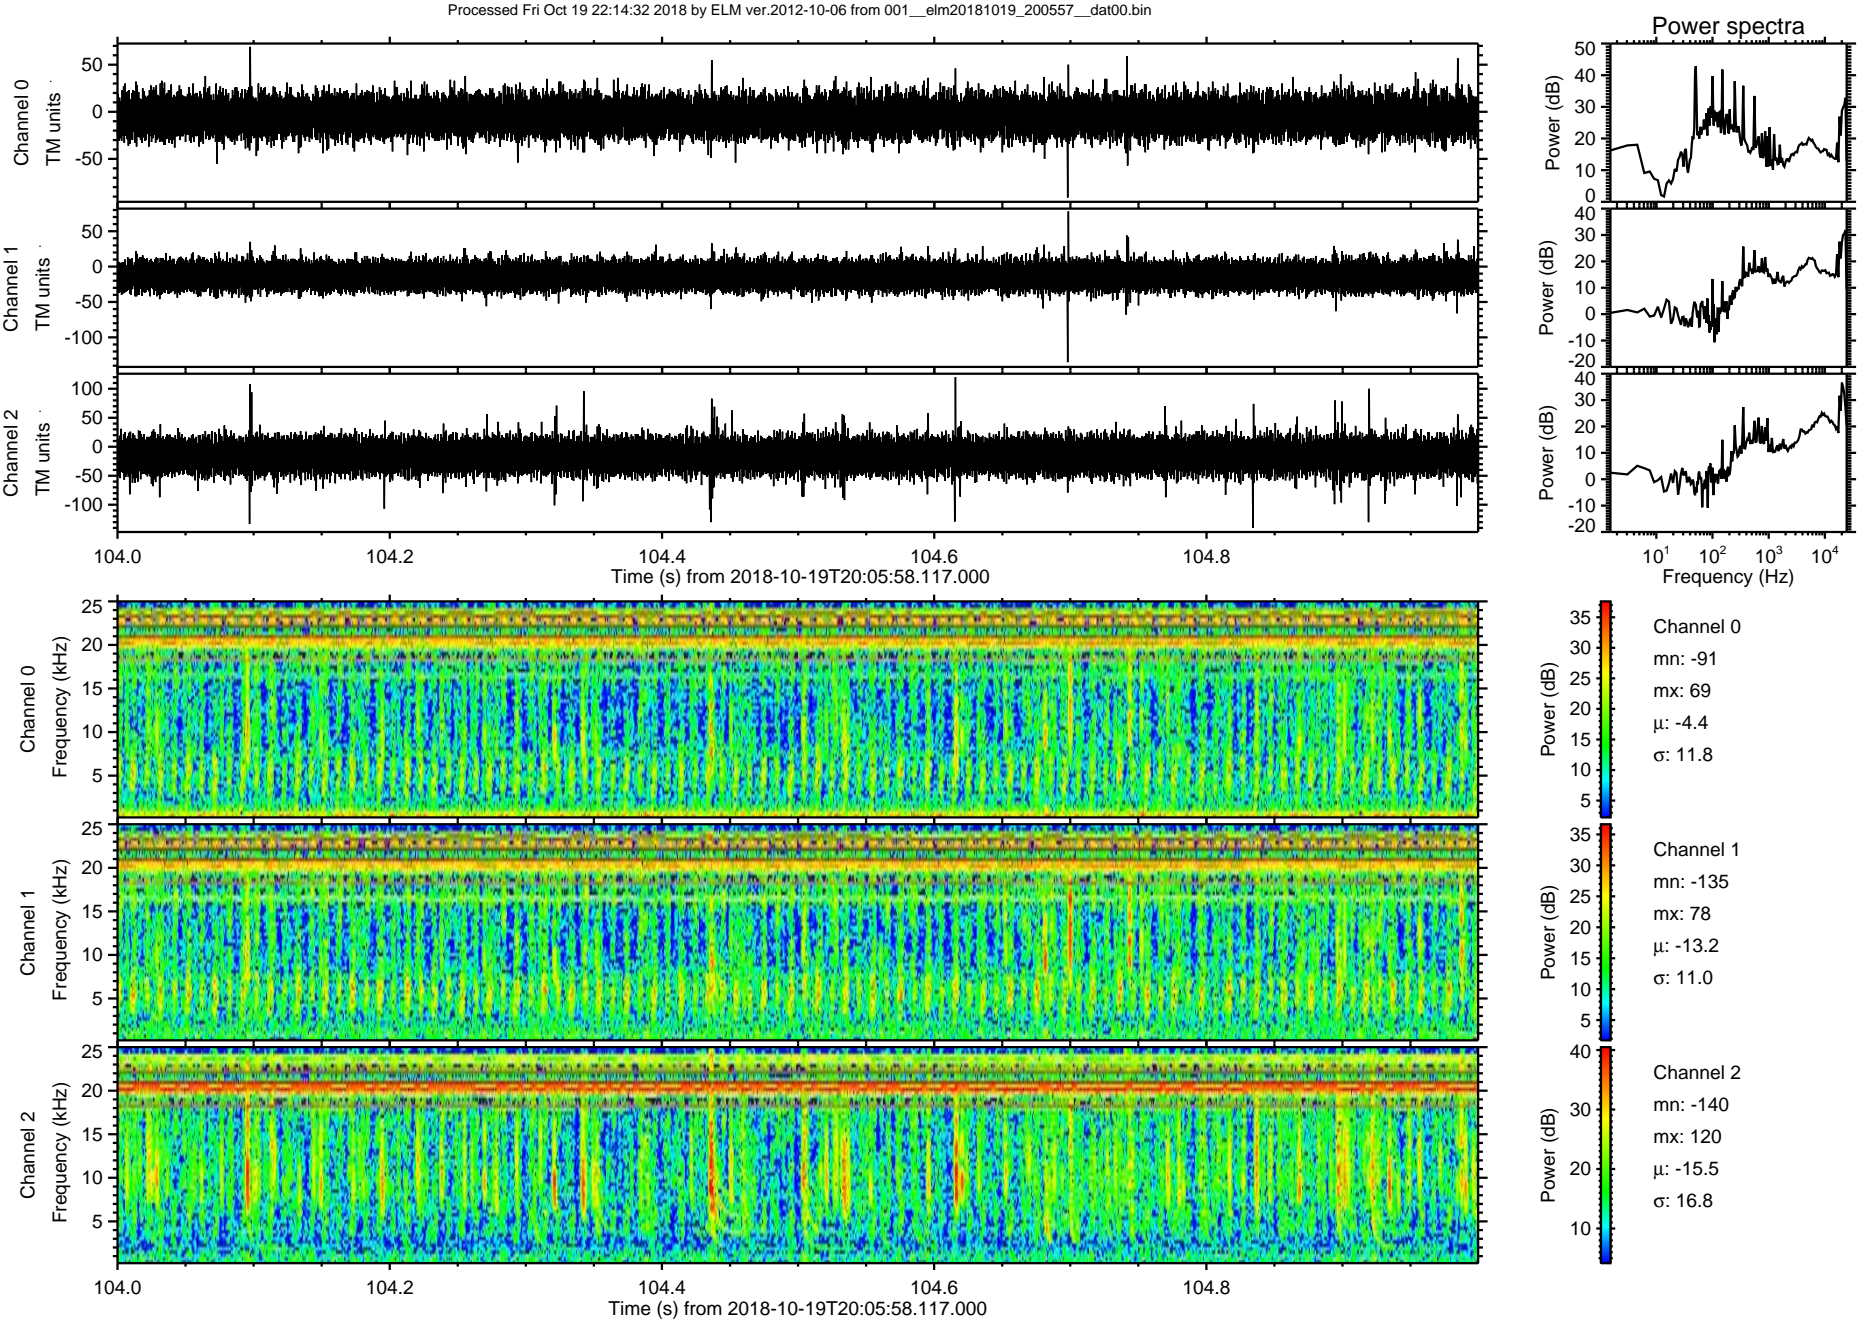 Processed Fri Oct 19 22:14:32 2018 by ELM ver.2012-10-06 from 001__elm20181019_200557__dat00.bin
Power spectra
Channel 0
TM units
50
0
-50
Power (dB)
50
40
30
20
10
0
Channel 1
TM units
50
0
-50
-100
Power (dB)
40
30
20
10
0
-10
-20
Channel 2
TM units
100
50
0
-50
-100
Power (dB)
40
30
20
10
0
-10
-20
104.0 104.2 104.4 104.6 104.8
Time (s) from 2018-10-19T20:05:58.117.000
10¹ 10² 10³ 10⁴
Frequency (Hz)
Channel 0
Frequency (kHz)
25
20
15
10
5
Power (dB)
35
30
25
20
15
10
5
Channel 0
mn: -91
mx: 69
μ: -4.4
σ: 11.8
Channel 1
Frequency (kHz)
25
20
15
10
5
Power (dB)
35
30
25
20
15
10
5
Channel 1
mn: -135
mx: 78
μ: -13.2
σ: 11.0
Channel 2
Frequency (kHz)
25
20
15
10
5
Power (dB)
40
30
20
10
Channel 2
mn: -140
mx: 120
μ: -15.5
σ: 16.8
104.0 104.2 104.4 104.6 104.8
Time (s) from 2018-10-19T20:05:58.117.000